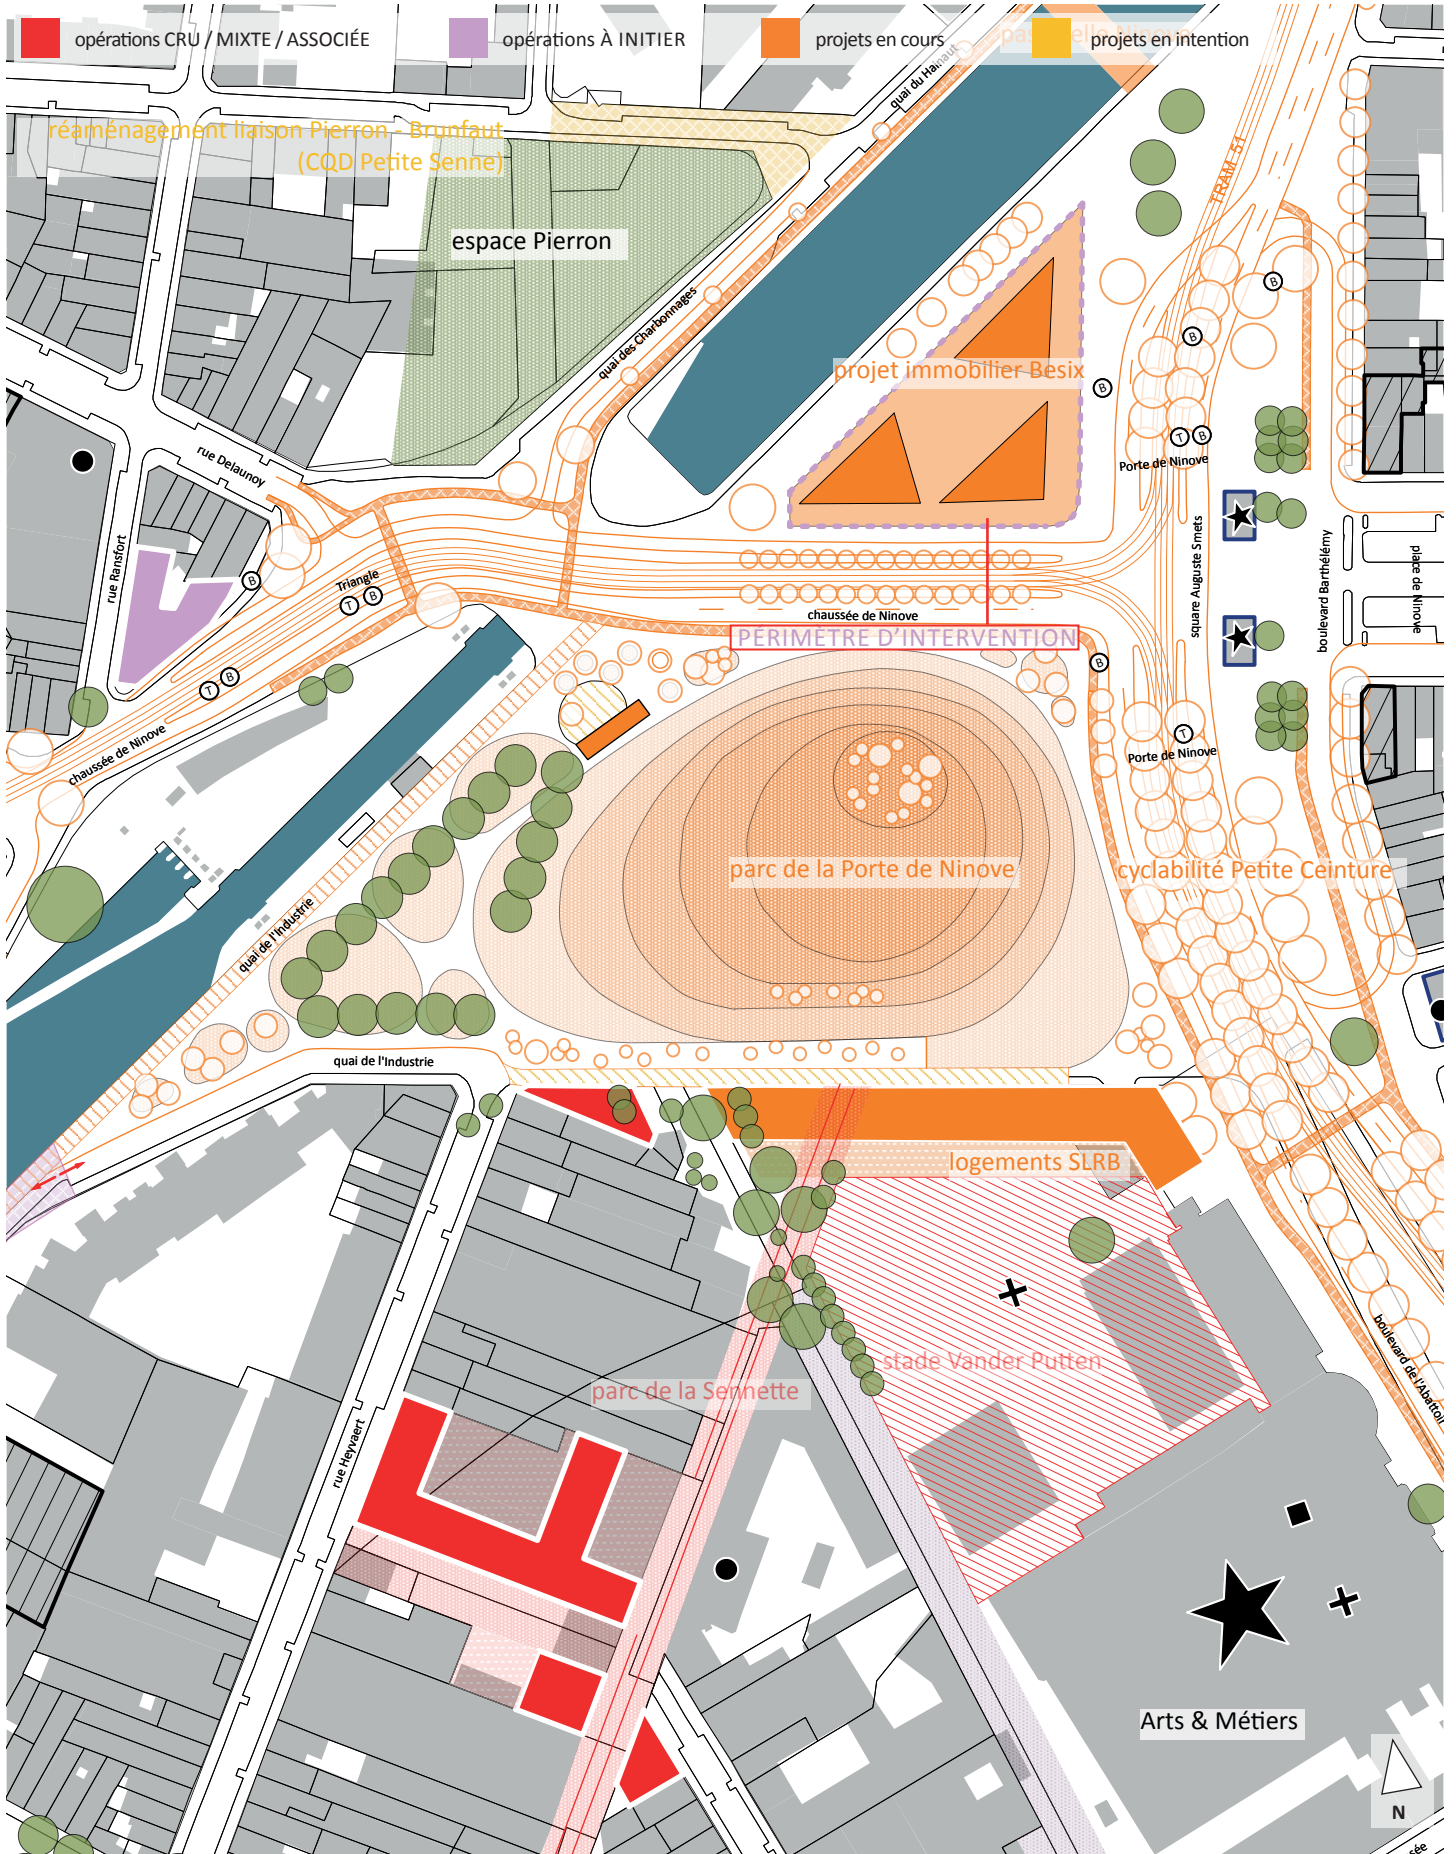 opérations CRU / MIXTE / ASSOCIÉE
opérations À INITIER
projets en cours
projets en intention
passerelle Ninove
quai du Hainaut
réaménagement liaison Pierron - Brunfaut
(CQD Petite Senne)
TRAM 51
espace Pierron
B
quai des Charbonnages
B
projet immobilier Besix
B
T B
Porte de Ninove
rue Delaunoy
rue Ransfort
square Auguste Smets
boulevard Barthélémy
place de Ninove
Triangle
B
T B
chaussée de Ninove
PÉRIMETRE D'INTERVENTION
B
T B
T
Porte de Ninove
chaussée de Ninove
parc de la Porte de Ninove
cyclabilité Petite Ceinture
quai de l'Industrie
quai de l'Industrie
logements SLRB
stade Vander Putten
parc de la Sennette
boulevard de l'Abattoir
rue Heyvaert
Arts & Métiers
N
sée